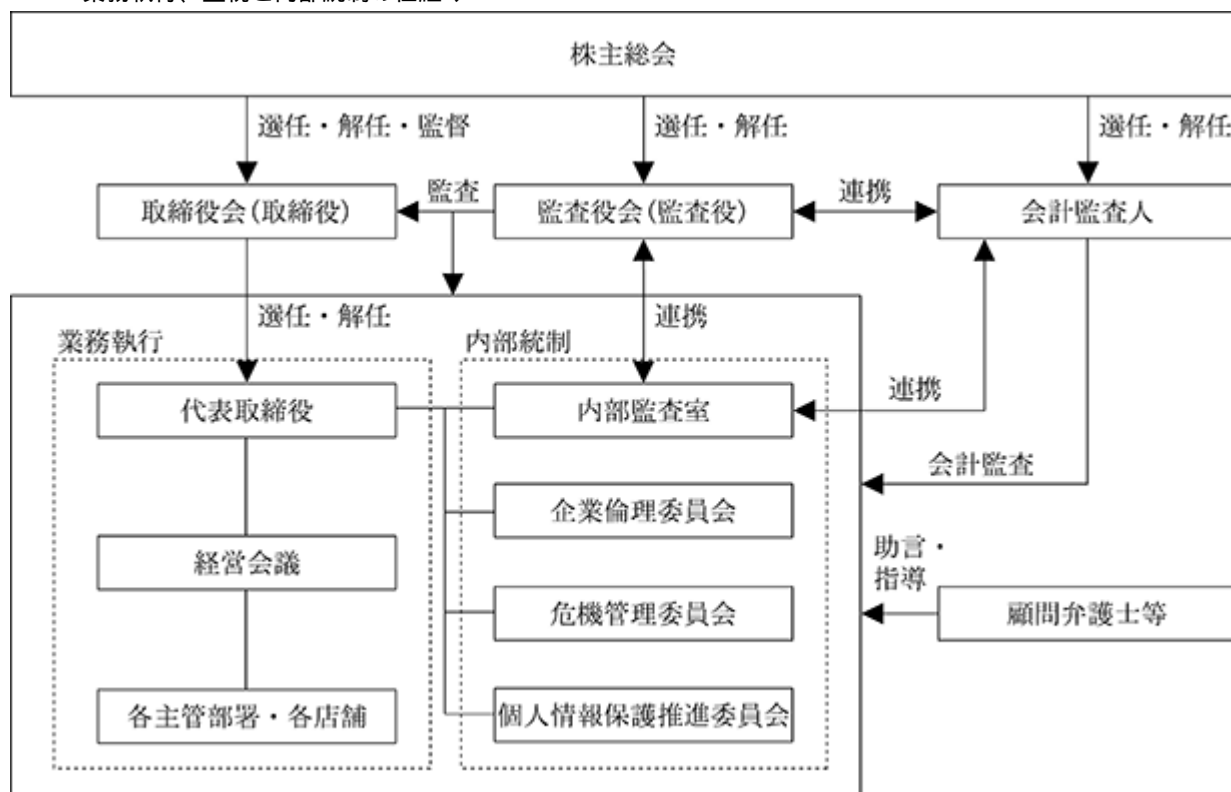 株主総会
選任・解任・監督
選任・解任
選任・解任
取締役会(取締役)
監査
監査役会(監査役)
連携
会計監査人
選任・解任
連携
業務執行
内部統制
代表取締役
内部監査室
連携
会計監査
企業倫理委員会
経営会議
助言・
指導
危機管理委員会
顧問弁護士等
各主管部署・各店舗
個人情報保護推進委員会